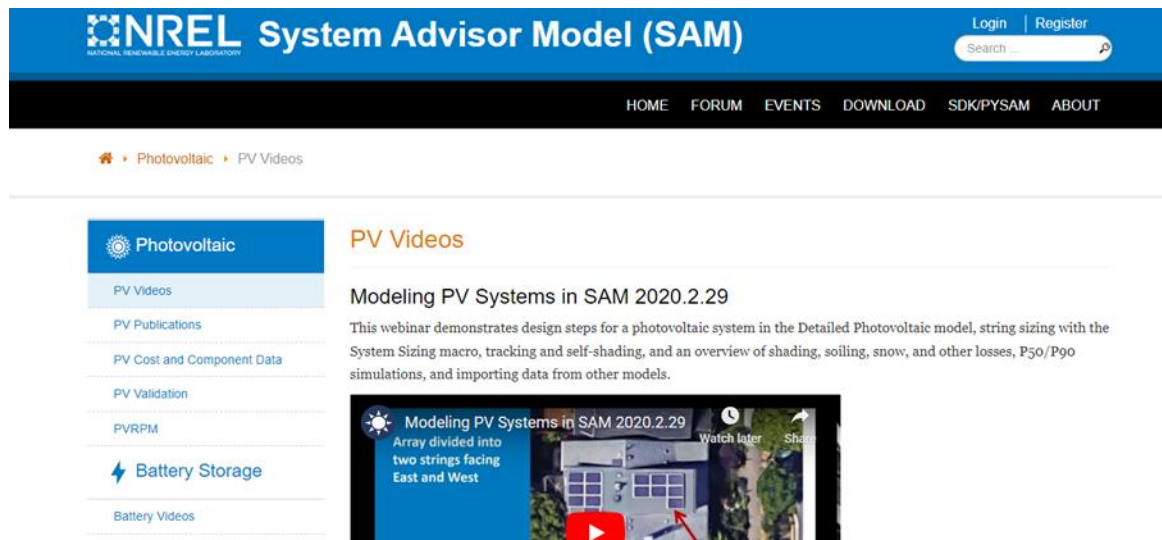 NREL
NATIONAL RENEWABLE ENERGY LABORATORY
System Advisor Model (SAM)
Login | Register
Search ...
HOME FORUM EVENTS DOWNLOAD SDK/PYSAM ABOUT
Photovoltaic PV Videos
Photovoltaic
PV Videos
PV Publications
PV Cost and Component Data
PV Validation
PVRPM
Battery Storage
Battery Videos
PV Videos
Modeling PV Systems in SAM 2020.2.29
This webinar demonstrates design steps for a photovoltaic system in the Detailed Photovoltaic model, string sizing with the
System Sizing macro, tracking and self-shading, and an overview of shading, soiling, snow, and other losses, P50/P90
simulations, and importing data from other models.
Modeling PV Systems in SAM 2020.2.29
Watch later
Share
Array divided into
two strings facing
East and West